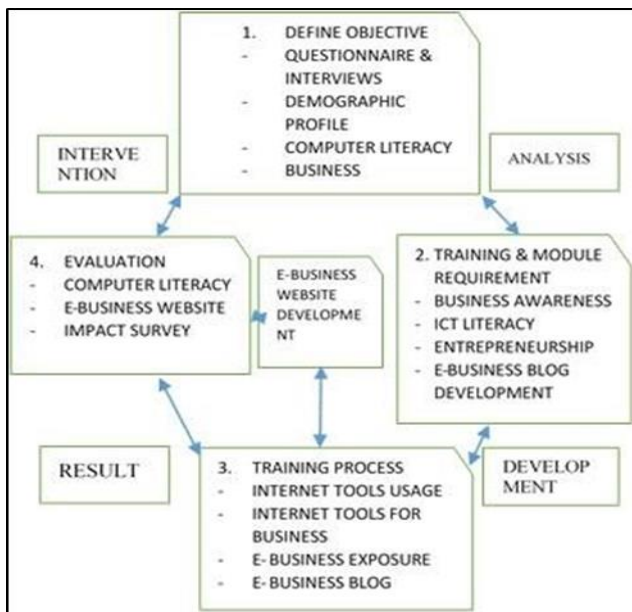 1. DEFINE OBJECTIVE
- QUESTIONNAIRE &
INTERVIEWS
- DEMOGRAPHIC
PROFILE
- COMPUTER LITERACY
- BUSINESS
INTERVE
NTION
ANALYSIS
4. EVALUATION
- COMPUTER LITERACY
- E-BUSINESS WEBSITE
- IMPACT SURVEY
E-BUSINESS
WEBSITE
DEVELOPME
NT
2. TRAINING & MODULE
REQUIREMENT
- BUSINESS AWARENESS
- ICT LITERACY
- ENTREPRENEURSHIP
- E-BUSINESS BLOG
DEVELOPMENT
RESULT
3. TRAINING PROCESS
- INTERNET TOOLS USAGE
- INTERNET TOOLS FOR
BUSINESS
- E- BUSINESS EXPOSURE
- E- BUSINESS BLOG
DEVELOP
MENT